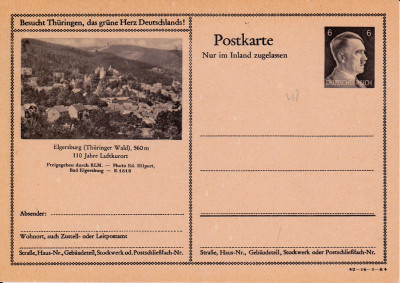 Besucht Thüringen, das grüne Herz Deutschlands!
Elgersburg (Thüringer Wald), 560 m
110 Jahre Luftkurort
Freigegeben durch RLM. — Photo Ed. Hilpert,
Bad Elgersburg — E 1618
Absender:
Wohnort, auch Zustell- oder Leitpostamt
Straße, Haus-Nr., Gebäudeteil, Stockwerk od. Postschließfach-Nr.
Postkarte
Nur im Inland zugelassen
6 6
DEUTSCHES REICH
Straße, Haus-Nr., Gebäudeteil, Stockwerk oder Postschließfach-Nr.